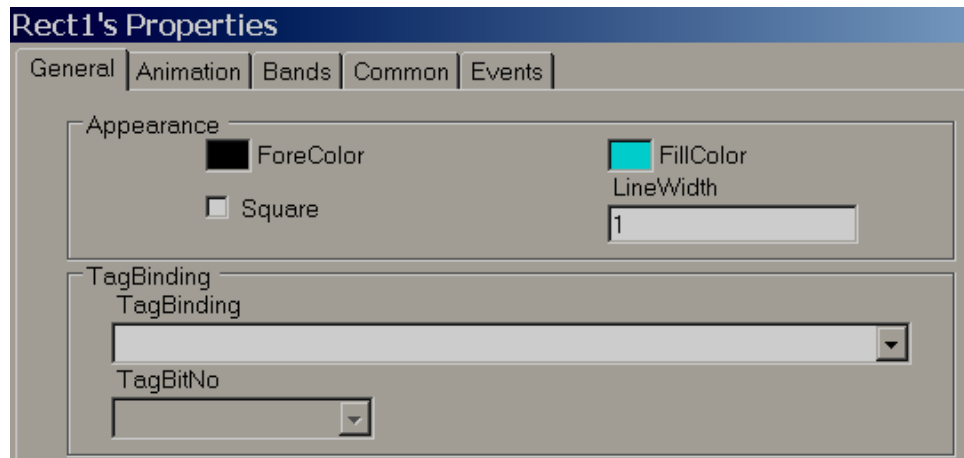 Rect1's Properties
General Animation Bands Common Events
Appearance
ForeColor FillColor
Square LineWidth
1
TagBinding
TagBinding
TagBitNo